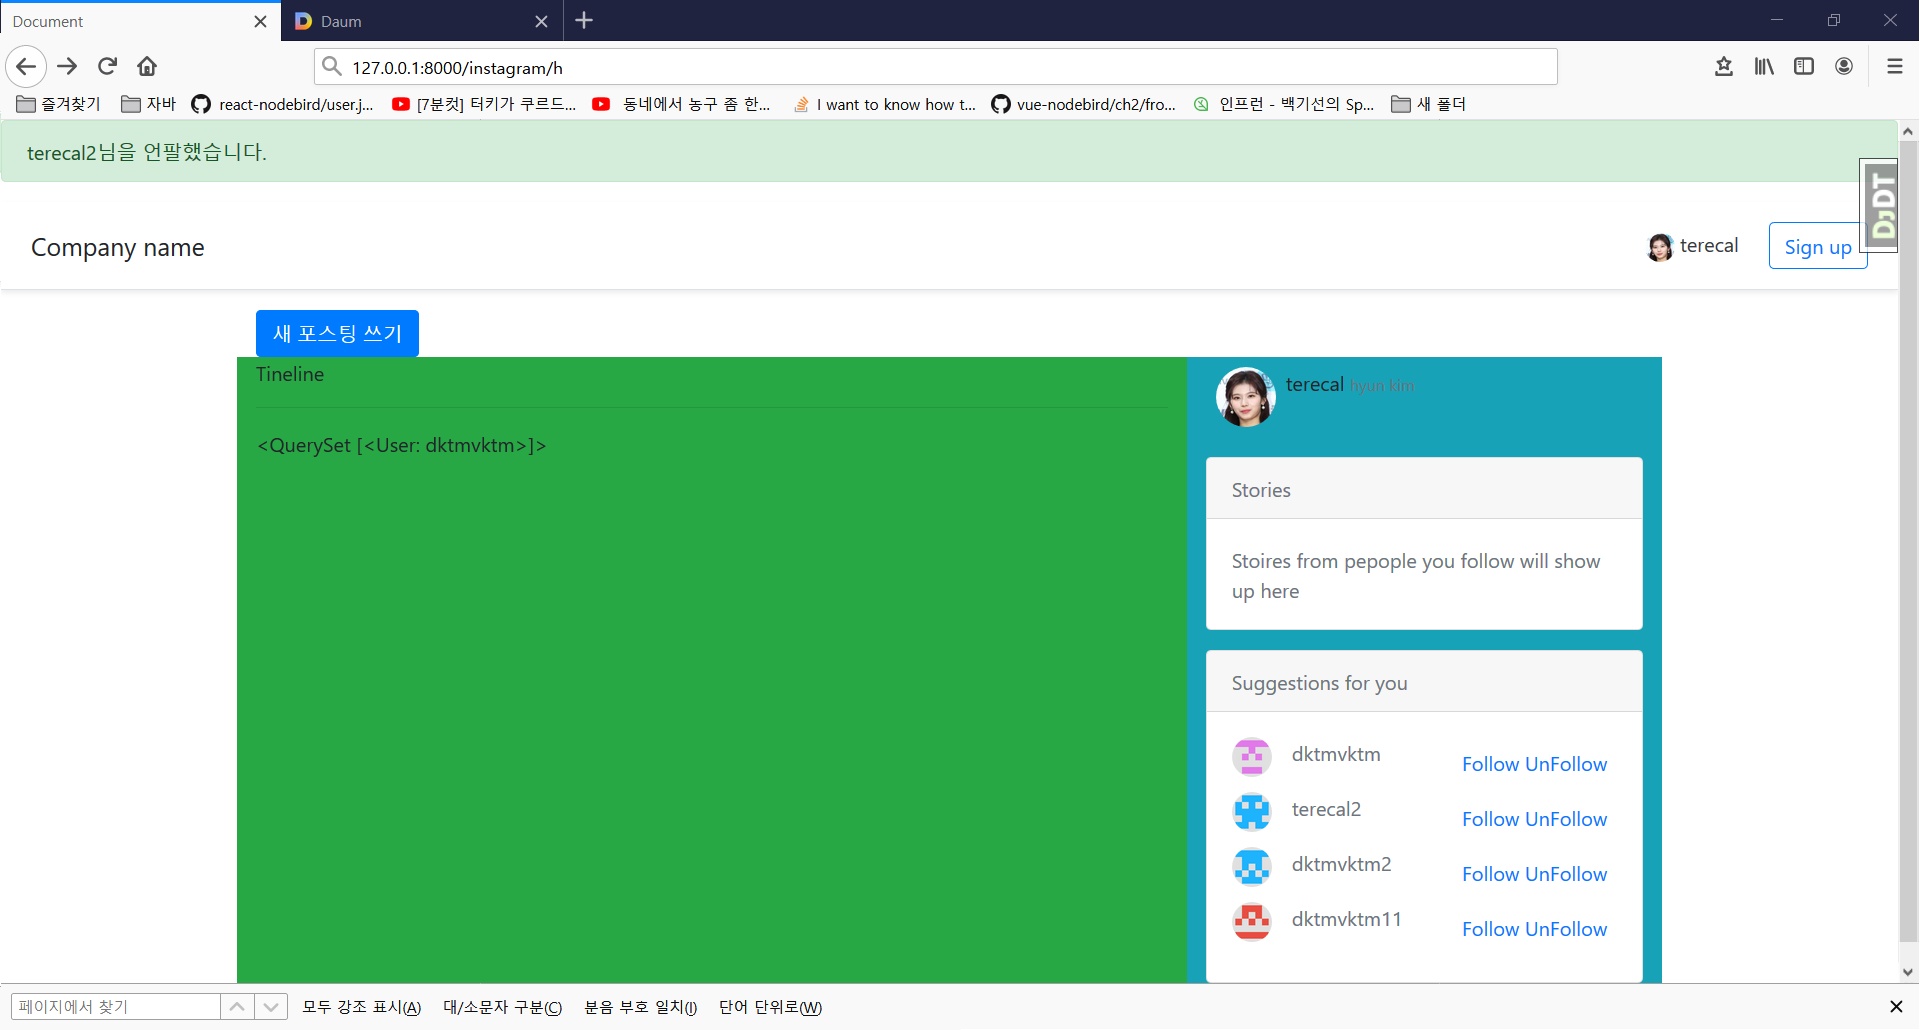 Document
Daum
127.0.0.1:8000/instagram/h
즐겨찾기
자바
react-nodebird/user.j...
[7분컷] 터키가 쿠르드...
동네에서 농구 좀 한...
I want to know how t...
vue-nodebird/ch2/fro...
인프런 - 백기선의 Sp...
새 폴더
terecal2님을 언팔했습니다.
DjDT
Company name
terecal
Sign up
새 포스팅 쓰기
Tineline
<QuerySet [<User: dktmvktm>]>
terecal hyun kim
Stories
Stoires from pepople you follow will show
up here
Suggestions for you
dktmvktm
Follow UnFollow
terecal2
Follow UnFollow
dktmvktm2
Follow UnFollow
dktmvktm11
Follow UnFollow
페이지에서 찾기
모두 강조 표시(A)
대/소문자 구분(C)
분음 부호 일치(I)
단어 단위로(W)